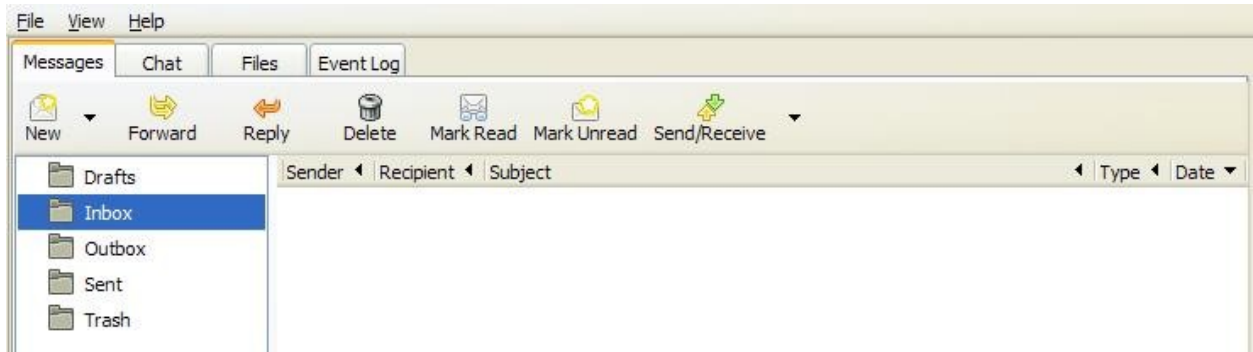 File View Help
Messages Chat Files Event Log
New Forward Reply Delete Mark Read Mark Unread Send/Receive
Sender Recipient Subject Type Date
Drafts
Inbox
Outbox
Sent
Trash